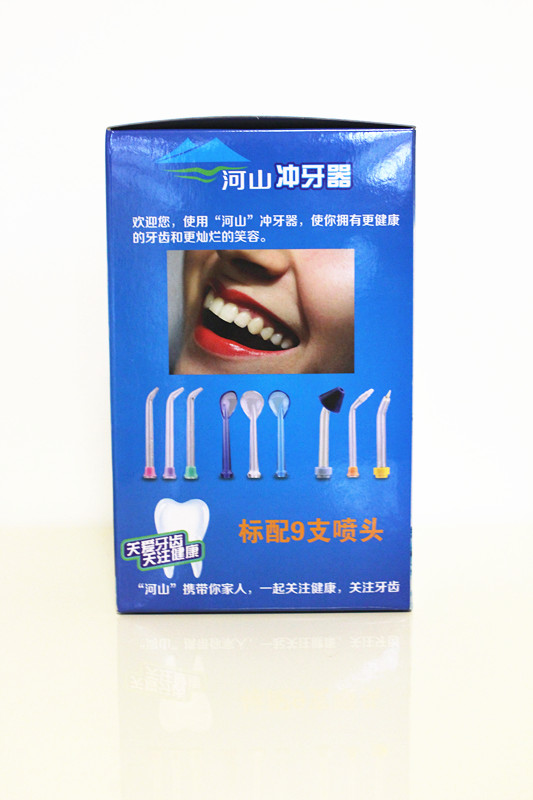 河山 冲牙器
欢迎您，使用“河山”冲牙器，使你拥有更健康
的牙齿和更灿烂的笑容。
关爱牙齿
关注健康
标配9支喷头
“河山”携带你家人，一起关注健康，关注牙齿